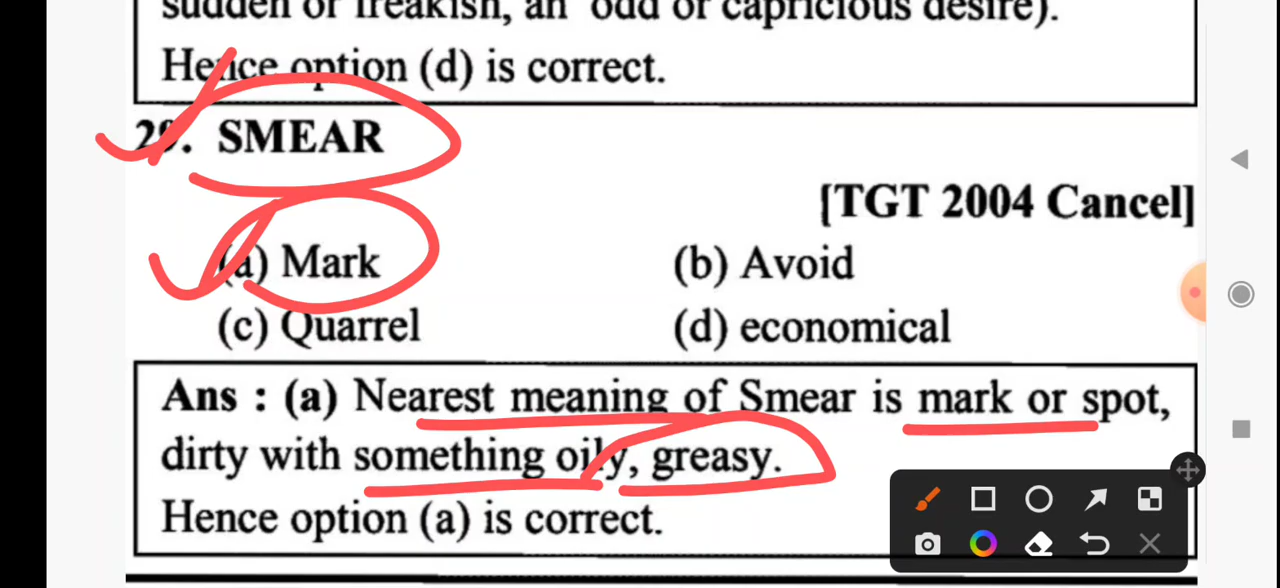 sudden or freakish, an odd or capricious desire).
Hence option (d) is correct.
29. SMEAR
[TGT 2004 Cancel]
(a) Mark (b) Avoid
(c) Quarrel (d) economical
Ans : (a) Nearest meaning of Smear is mark or spot,
dirty with something oily, greasy.
Hence option (a) is correct.